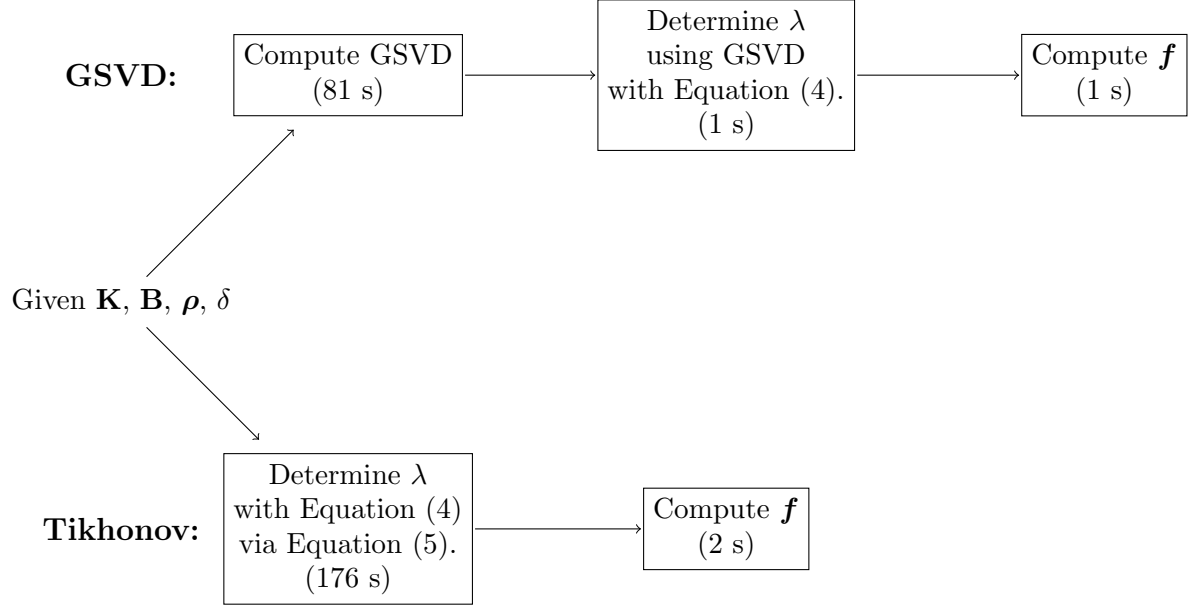 GSVD:
Compute GSVD
(81 s)
Determine λ
using GSVD
with Equation (4).
(1 s)
Compute f
(1 s)
Given K, B, ρ, δ
Tikhonov:
Determine λ
with Equation (4)
via Equation (5).
(176 s)
Compute f
(2 s)